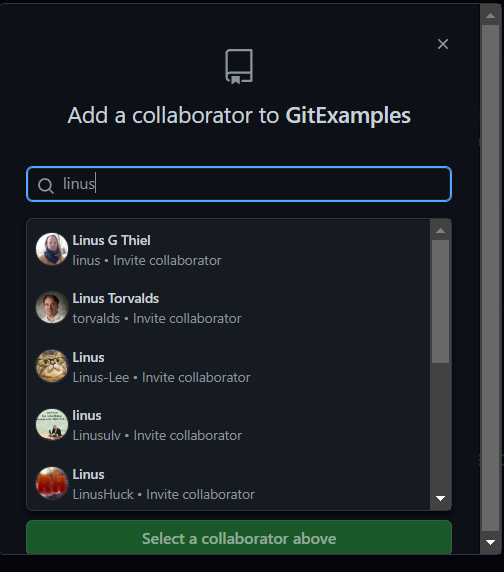 Add a collaborator to GitExamples
linus
Linus G Thiel
linus • Invite collaborator
Linus Torvalds
torvalds • Invite collaborator
Linus
Linus-Lee • Invite collaborator
linus
Linusulv • Invite collaborator
Linus
LinusHuck • Invite collaborator
Select a collaborator above